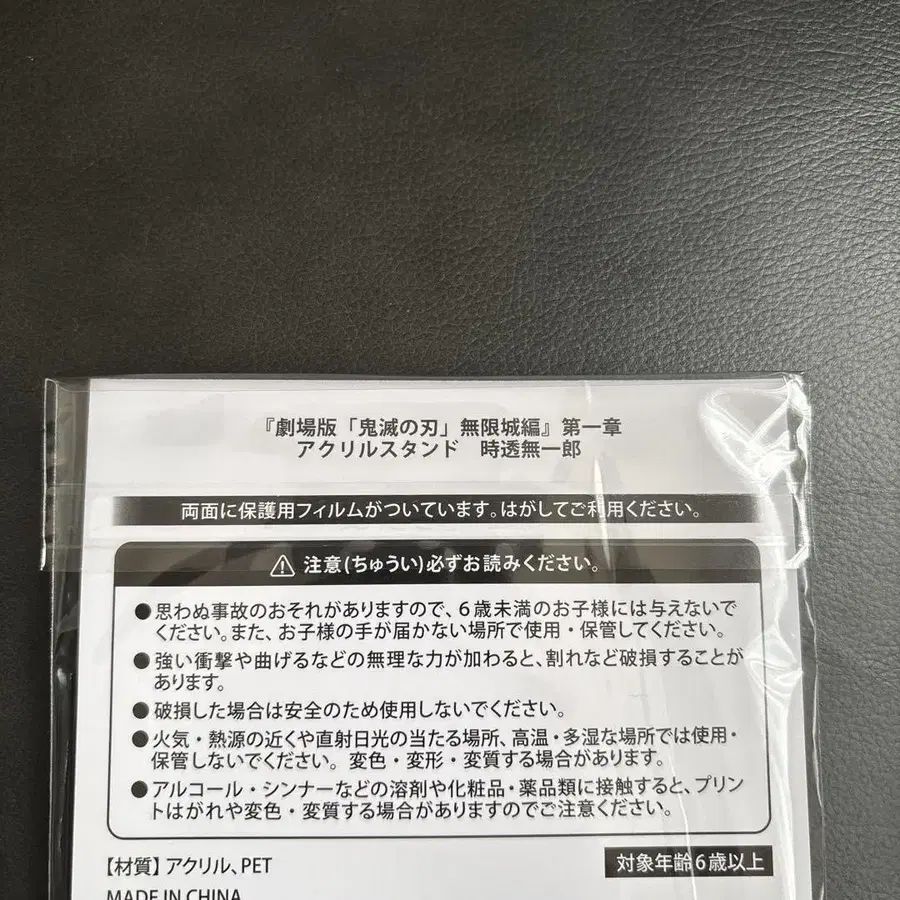 『劇場版「鬼滅の刃」無限城編』第一章
アクリルスタンド　時透無一郎
両面に保護用フィルムがついています。はがしてご利用ください。
注意(ちゅうい)必ずお読みください。
●思わぬ事故のおそれがありますので、6歳未満のお子様には与えないで
ください。また、お子様の手が届かない場所で使用・保管してください。
●強い衝撃や曲げるなどの無理な力が加わると、割れなど破損することが
あります。
●破損した場合は安全のため使用しないでください。
●火気・熱源の近くや直射日光の当たる場所、高温・多湿な場所では使用・
保管しないでください。変色・変形・変質する場合があります。
●アルコール・シンナーなどの溶剤や化粧品・薬品類に接触すると、プリン
トはがれや変色・変質する場合がありますのでご注意ください。
【材質】アクリル、PET
対象年齢6歳以上
MADE IN CHINA